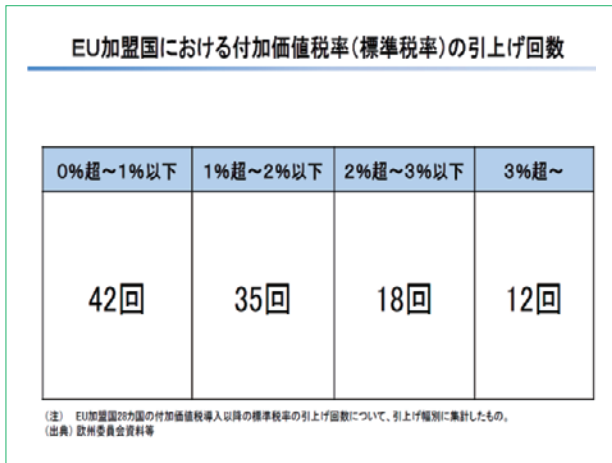 EU加盟国における付加価値税率(標準税率)の引上げ回数
0%超~1%以下 1%超~2%以下 2%超~3%以下 3%超~
42回 35回 18回 12回
(注) EU加盟国28カ国の付加価値税導入以降の標準税率の引上げ回数について、引上げ幅別に集計したもの。
(出典)欧州委員会資料等